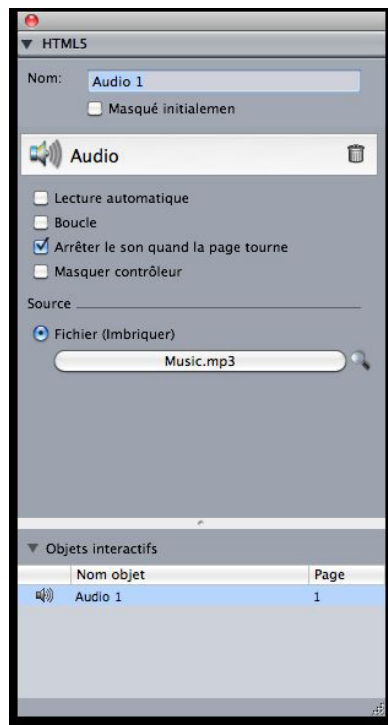 HTML5
Nom: Audio 1
Masqué initialemen
Audio
Lecture automatique
Boucle
Arrêter le son quand la page tourne
Masquer contrôleur
Source
Fichier (Imbriquer)
Music.mp3
Objets interactifs
Nom objet Page
Audio 1 1